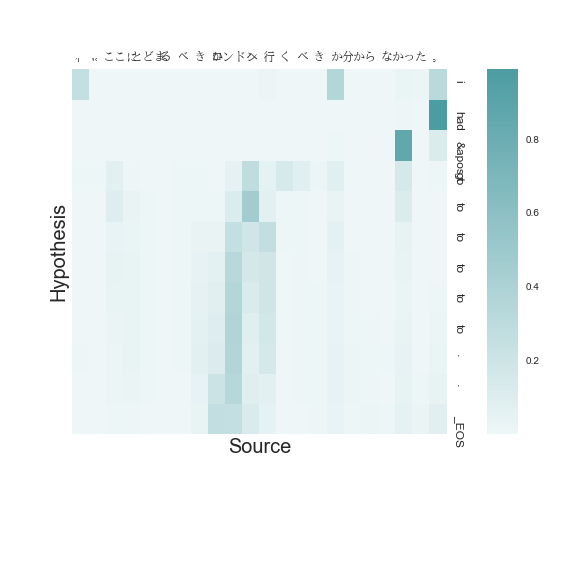 ここにとどまるべきか ンドン へ 行 く べ き か 分から なかった 。
i
had
&apos
to
to
to
to
to
.
.
_EOS
Hypothesis
Source
0.8
0.6
0.4
0.2